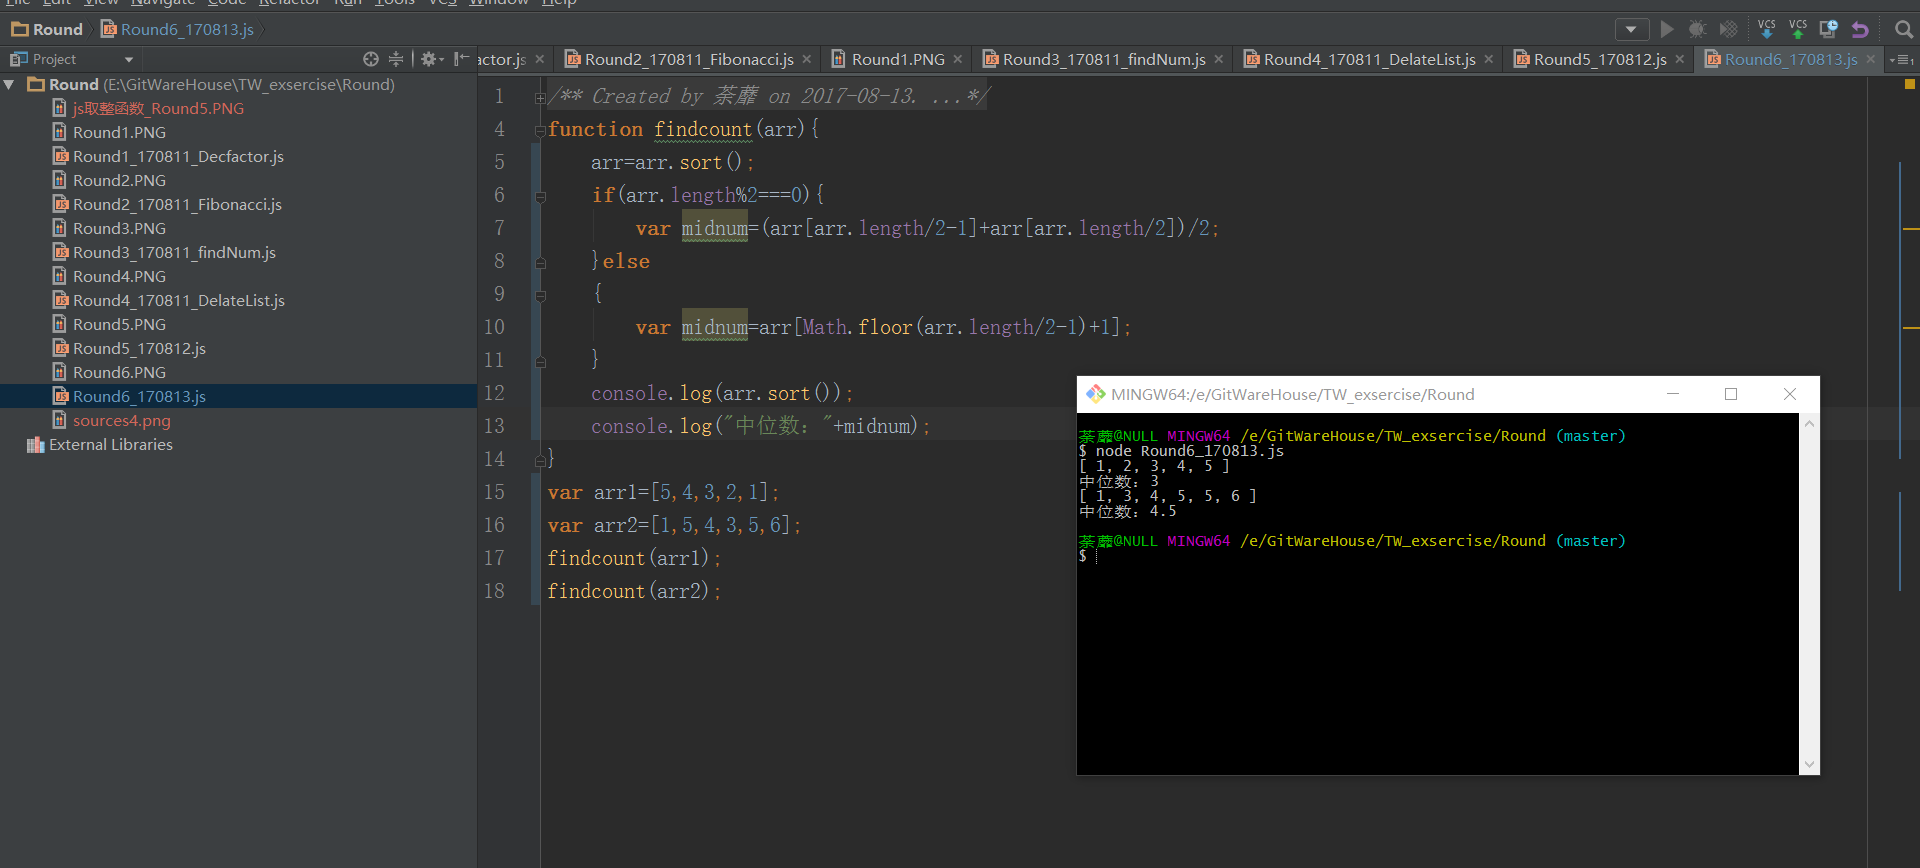 File Edit View Navigate Code Refactor Run Tools VCS Window Help
Round Round6_170813.js
VCS VCS
Project
actor.js Round2_170811_Fibonacci.js Round1.PNG Round3_170811_findNum.js Round4_170811_DelateList.js Round5_170812.js Round6_170813.js
Round (E:\GitWareHouse\TW_exsercise\Round)
js取整函数_Round5.PNG
Round1.PNG
Round1_170811_Decfactor.js
Round2.PNG
Round2_170811_Fibonacci.js
Round3.PNG
Round3_170811_findNum.js
Round4.PNG
Round4_170811_DelateList.js
Round5.PNG
Round5_170812.js
Round6.PNG
Round6_170813.js
sources4.png
External Libraries
1 /** Created by 荼蘼 on 2017-08-13. ...*/
4 function findcount(arr){
5 arr=arr.sort();
6 if(arr.length%2===0){
7 var midnum=(arr[arr.length/2-1]+arr[arr.length/2])/2;
8 }else
9 {
10 var midnum=arr[Math.floor(arr.length/2-1)+1];
11 }
12 console.log(arr.sort());
13 console.log("中位数："+midnum);
14 }
15 var arr1=[5,4,3,2,1];
16 var arr2=[1,5,4,3,5,6];
17 findcount(arr1);
18 findcount(arr2);
MINGW64:/e/GitWareHouse/TW_exsercise/Round
荼蘼@NULL MINGW64 /e/GitWareHouse/TW_exsercise/Round (master)
$ node Round6_170813.js
[ 1, 2, 3, 4, 5 ]
中位数：3
[ 1, 3, 4, 5, 5, 6 ]
中位数：4.5
荼蘼@NULL MINGW64 /e/GitWareHouse/TW_exsercise/Round (master)
$